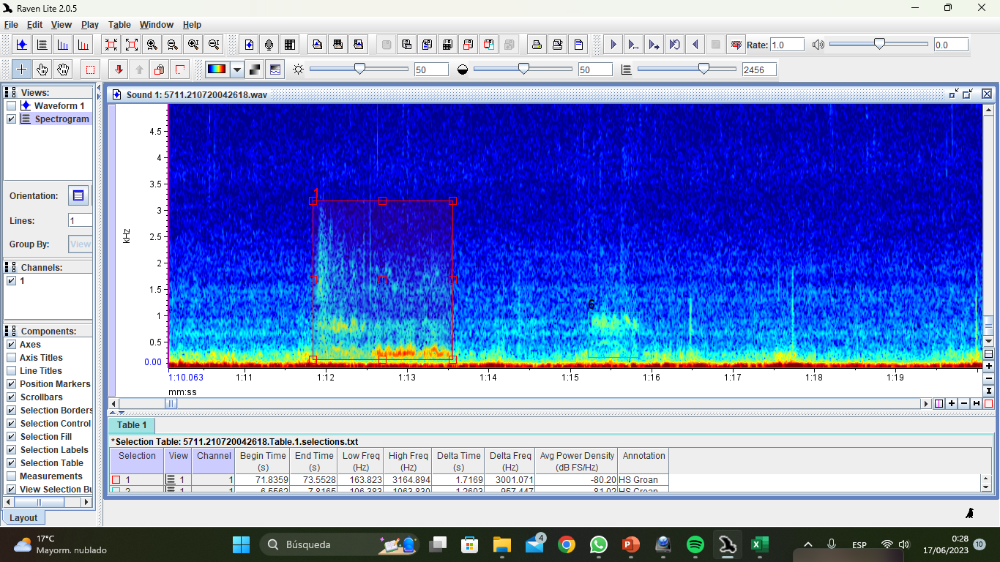 Raven Lite 2.0.5
File Edit View Play Table Window Help
Rate: 1.0 0.0
50 50 2456
Views:
Waveform 1
Spectrogram
Orientation:
Lines: 1
Group By: View
Channels:
1
Components:
Axes
Axis Titles
Line Titles
Position Markers
Scrollbars
Selection Borders
Selection Control
Selection Fill
Selection Labels
Selection Table
Measurements
View Selection Bu
Layout
Sound 1: 5711.210720042618.wav
4.5
4
3.5
3
2.5
2
1.5
1
0.5
0.00
kHz
1
6
1:10.063 1:11 1:12 1:13 1:14 1:15 1:16 1:17 1:18 1:19
mm:ss
Table 1
*Selection Table: 5711.210720042618.Table.1.selections.txt
Selection View Channel Begin Time (s) End Time (s) Low Freq (Hz) High Freq (Hz) Delta Time (s) Delta Freq (Hz) Avg Power Density (dB FS/Hz) Annotation
1 1 1 71.8359 73.5528 163.823 3164.894 1.7169 3001.071 -80.20 HS Groan
2 1 1 6.5562 7.8165 106.383 1063.830 1.2603 957.447 -81.02 HS Groan
17°C
Mayorm. nublado
Búsqueda
4
ESP
0:28
17/06/2023
10